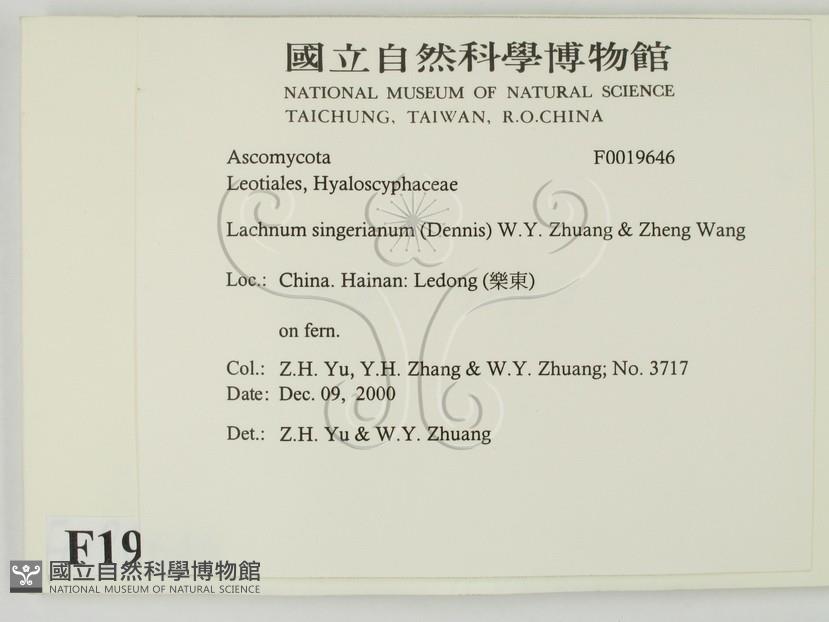 國立自然科學博物館
NATIONAL MUSEUM OF NATURAL SCIENCE
TAICHUNG, TAIWAN, R.O.CHINA
Ascomycota F0019646
Leotiales, Hyaloscyphaceae
Lachnum singerianum (Dennis) W.Y. Zhuang & Zheng Wang
Loc.: China. Hainan: Ledong (樂東)
on fern.
Col.: Z.H. Yu, Y.H. Zhang & W.Y. Zhuang; No. 3717
Date: Dec. 09, 2000
Det.: Z.H. Yu & W.Y. Zhuang
F19
國立自然科學博物館
NATIONAL MUSEUM OF NATURAL SCIENCE